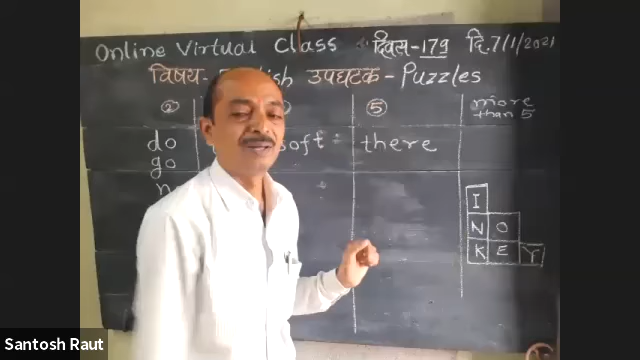 Online Virtual Class दिवस-179 दि.7/1/2021
विषय- उपघटक - Puzzles
② ⑤ more than 5
do soft = there
go
I
N O
K E Y
Santosh Raut